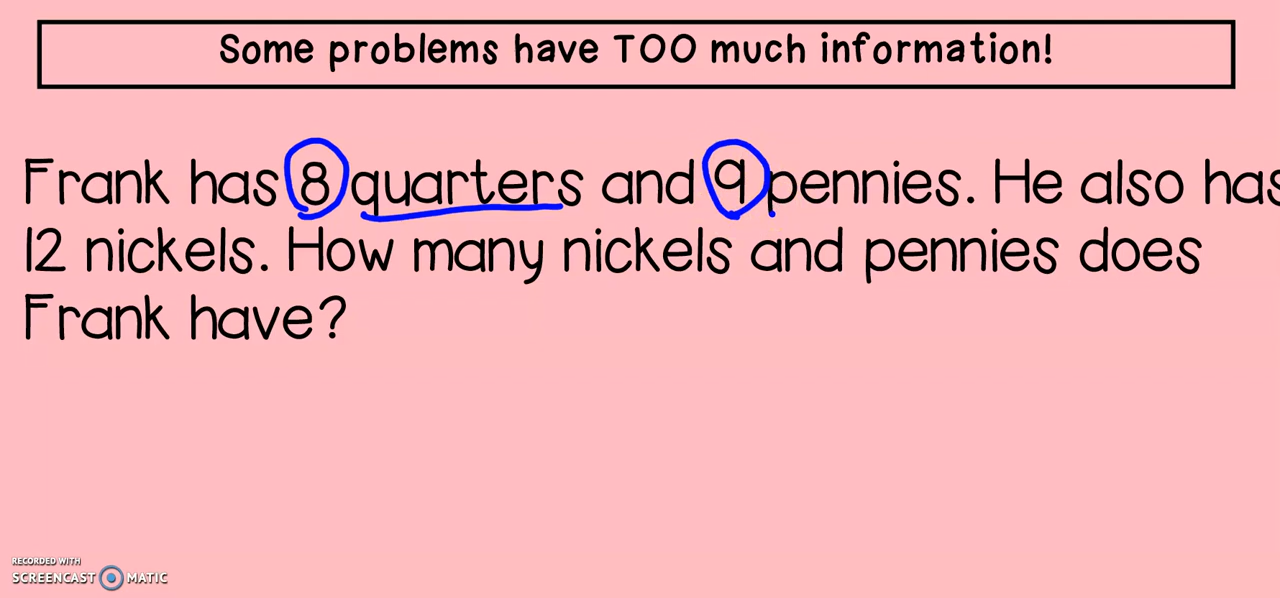 Some problems have TOO much information!
Frank has 8 quarters and 9 pennies. He also has
12 nickels. How many nickels and pennies does
Frank have?
RECORDED WITH
SCREENCAST MATIC